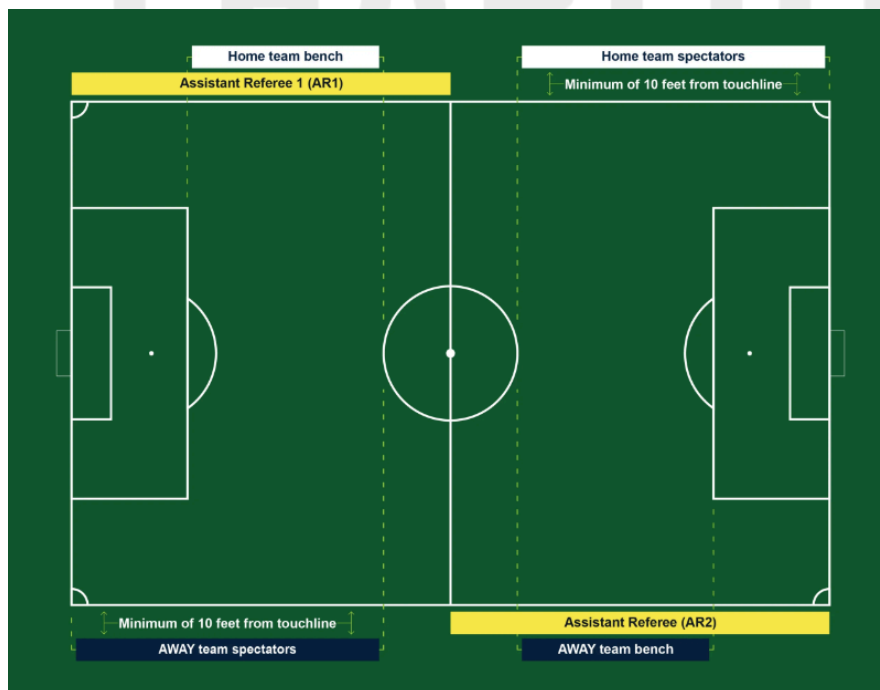 Home team bench
Home team spectators
Assistant Referee 1 (AR1)
Minimum of 10 feet from touchline
Minimum of 10 feet from touchline
Assistant Referee (AR2)
AWAY team spectators
AWAY team bench